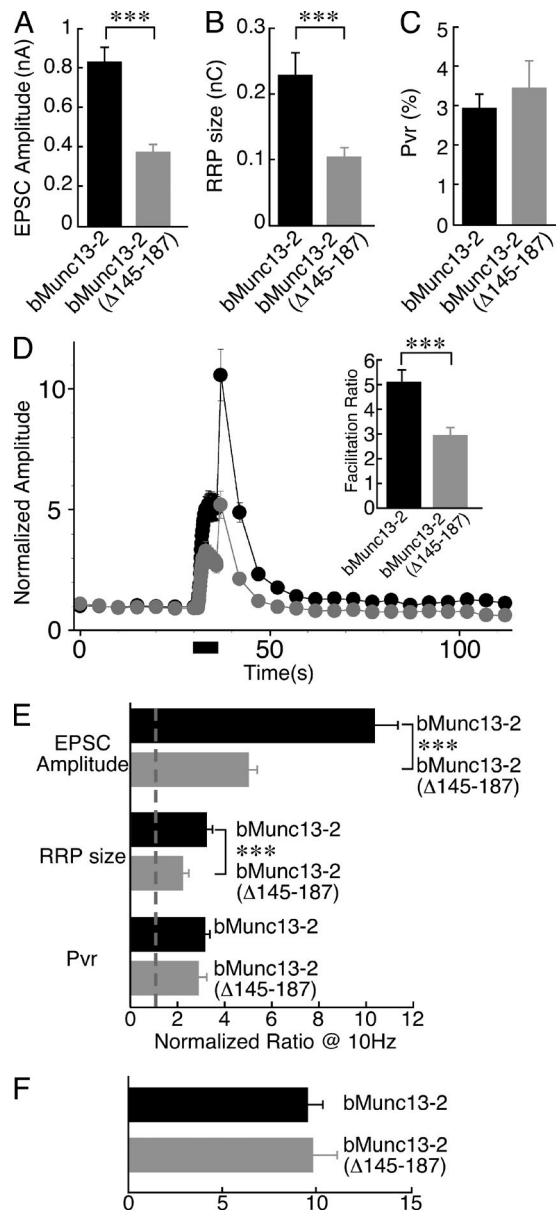 A
***
EPSC Amplitude (nA)
1
0.8
0.6
0.4
0.2
0
bMunc13-2
bMunc13-2
(Δ145-187)
B
***
RRP size (nC)
0.3
0.2
0.1
0
bMunc13-2
bMunc13-2
(Δ145-187)
C
Pvr (%)
5
4
3
2
1
0
bMunc13-2
bMunc13-2
(Δ145-187)
D
Normalized Amplitude
10
5
0
0
50
100
Time(s)
***
Facilitation Ratio
6
5
4
3
2
1
0
bMunc13-2
bMunc13-2
(Δ145-187)
E
EPSC
Amplitude
bMunc13-2
***
bMunc13-2
(Δ145-187)
RRP size
bMunc13-2
***
bMunc13-2
(Δ145-187)
Pvr
bMunc13-2
bMunc13-2
(Δ145-187)
0 2 4 6 8 10 12
Normalized Ratio @ 10Hz
F
bMunc13-2
bMunc13-2
(Δ145-187)
0 5 10 15